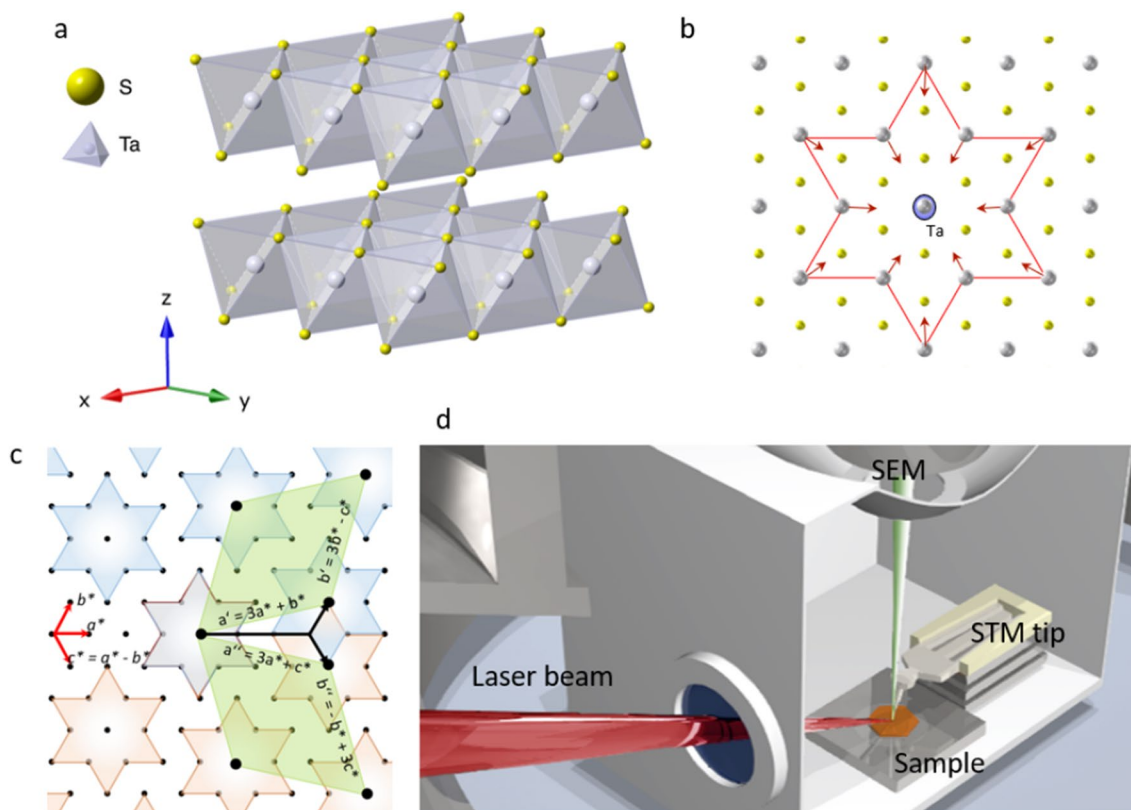 a
S
Ta
z
x
y
b
Ta
c
b*
a*
c* = a* - b*
a' = 3a* + b*
b' = 3b* - c*
a'' = 3a* + c*
b'' = - b* + 3c*
d
SEM
STM tip
Laser beam
Sample